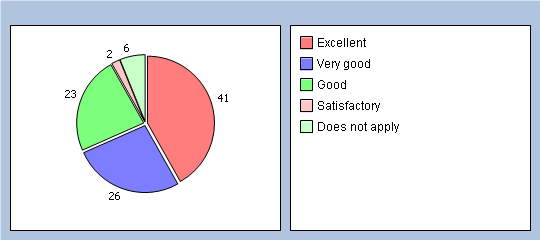 6
2
41
23
26
Excellent
Very good
Good
Satisfactory
Does not apply